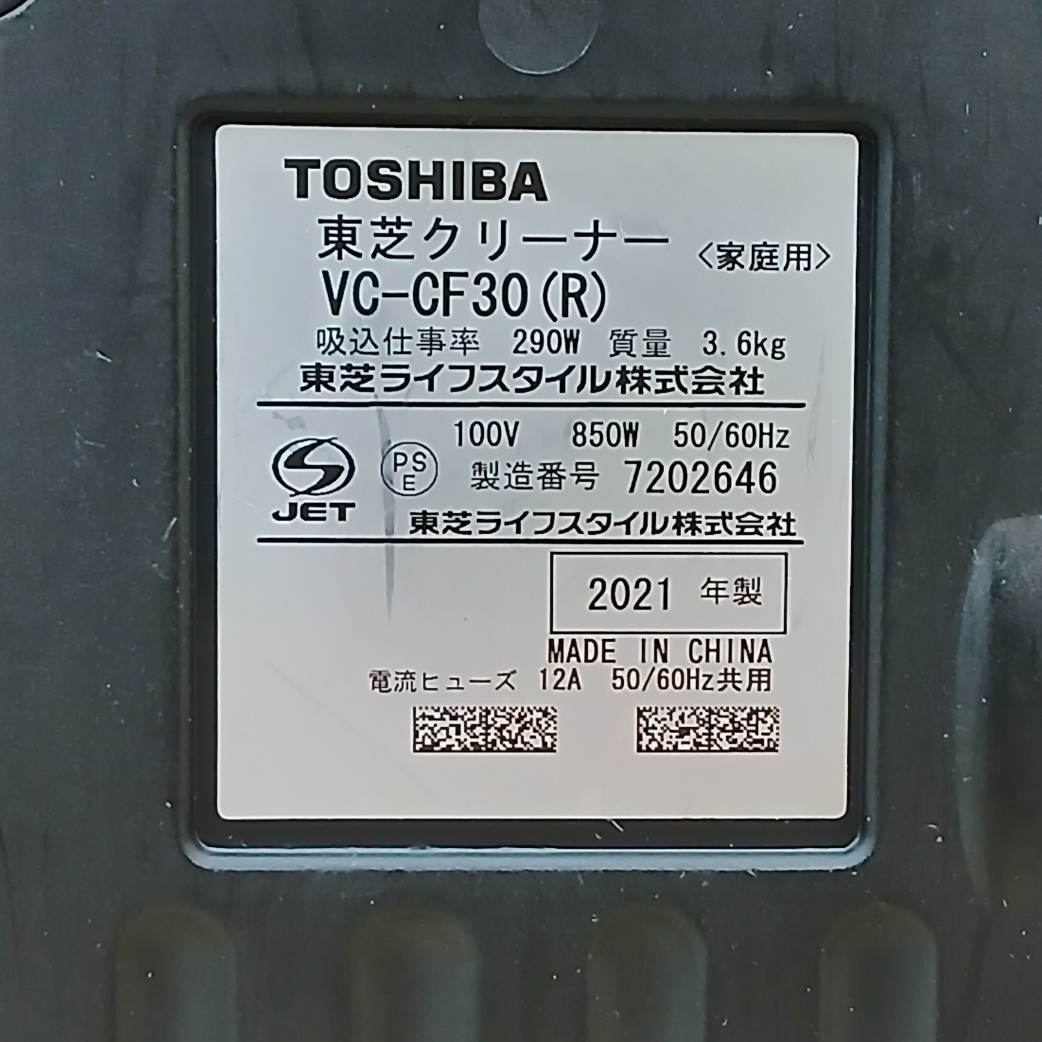 TOSHIBA
東芝クリーナー 〈家庭用〉
VC-CF30(R)
吸込仕事率 290W 質量 3.6kg
東芝ライフスタイル株式会社
100V 850W 50/60Hz
JET PSE 製造番号 7202646
東芝ライフスタイル株式会社
2021 年製
MADE IN CHINA
電流ヒューズ 12A 50/60Hz共用